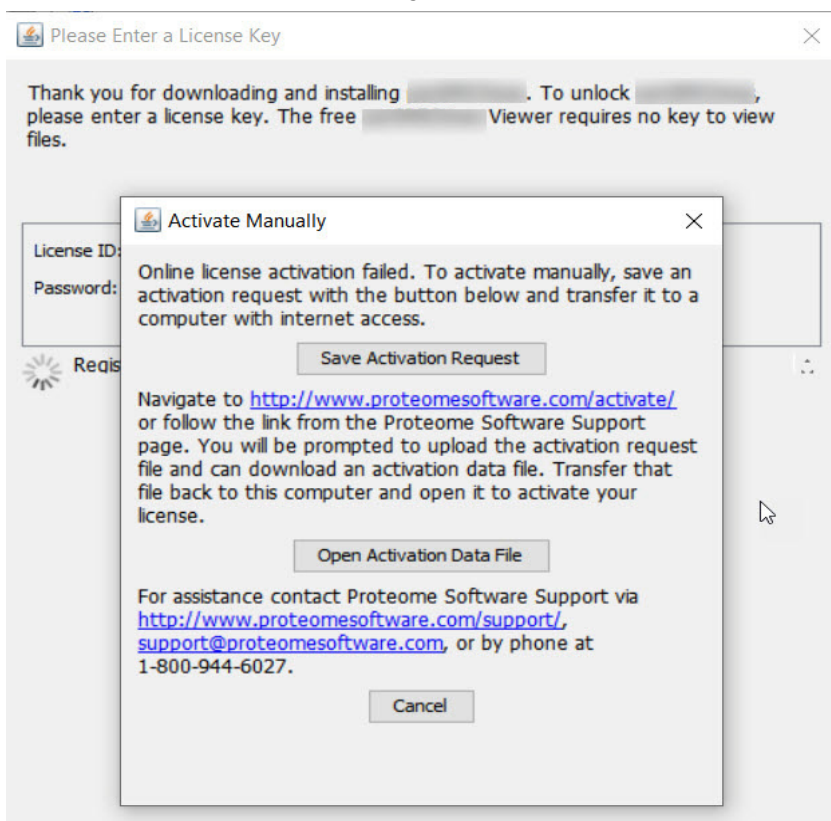 Please Enter a License Key
Thank you for downloading and installing . To unlock ,
please enter a license key. The free Viewer requires no key to view
files.
Activate Manually
License ID:
Password:
Online license activation failed. To activate manually, save an
activation request with the button below and transfer it to a
computer with internet access.
Save Activation Request
Regis
Navigate to http://www.proteomesoftware.com/activate/
or follow the link from the Proteome Software Support
page. You will be prompted to upload the activation request
file and can download an activation data file. Transfer that
file back to this computer and open it to activate your
license.
Open Activation Data File
For assistance contact Proteome Software Support via
http://www.proteomesoftware.com/support/,
support@proteomesoftware.com, or by phone at
1-800-944-6027.
Cancel